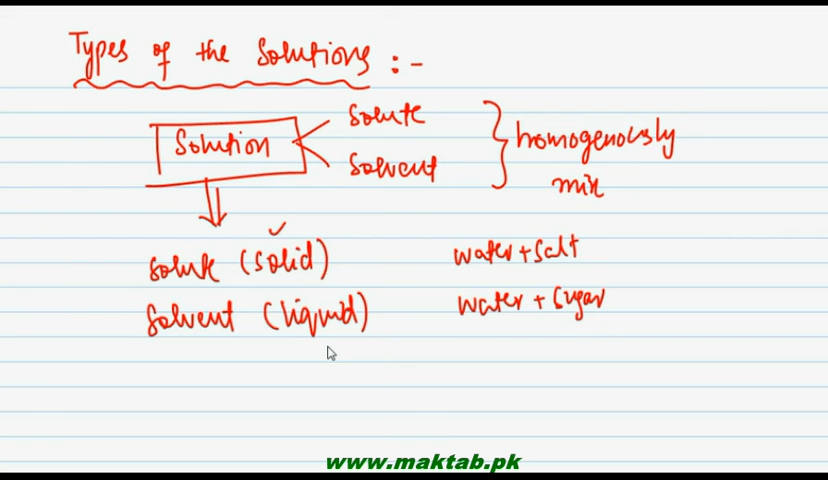 Types of the Solutions :-
Solution
Solute
Solvent
homogenously
mix
Solute (Solid)
water + Salt
Solvent (liquid)
water + Sugar
www.maktab.pk